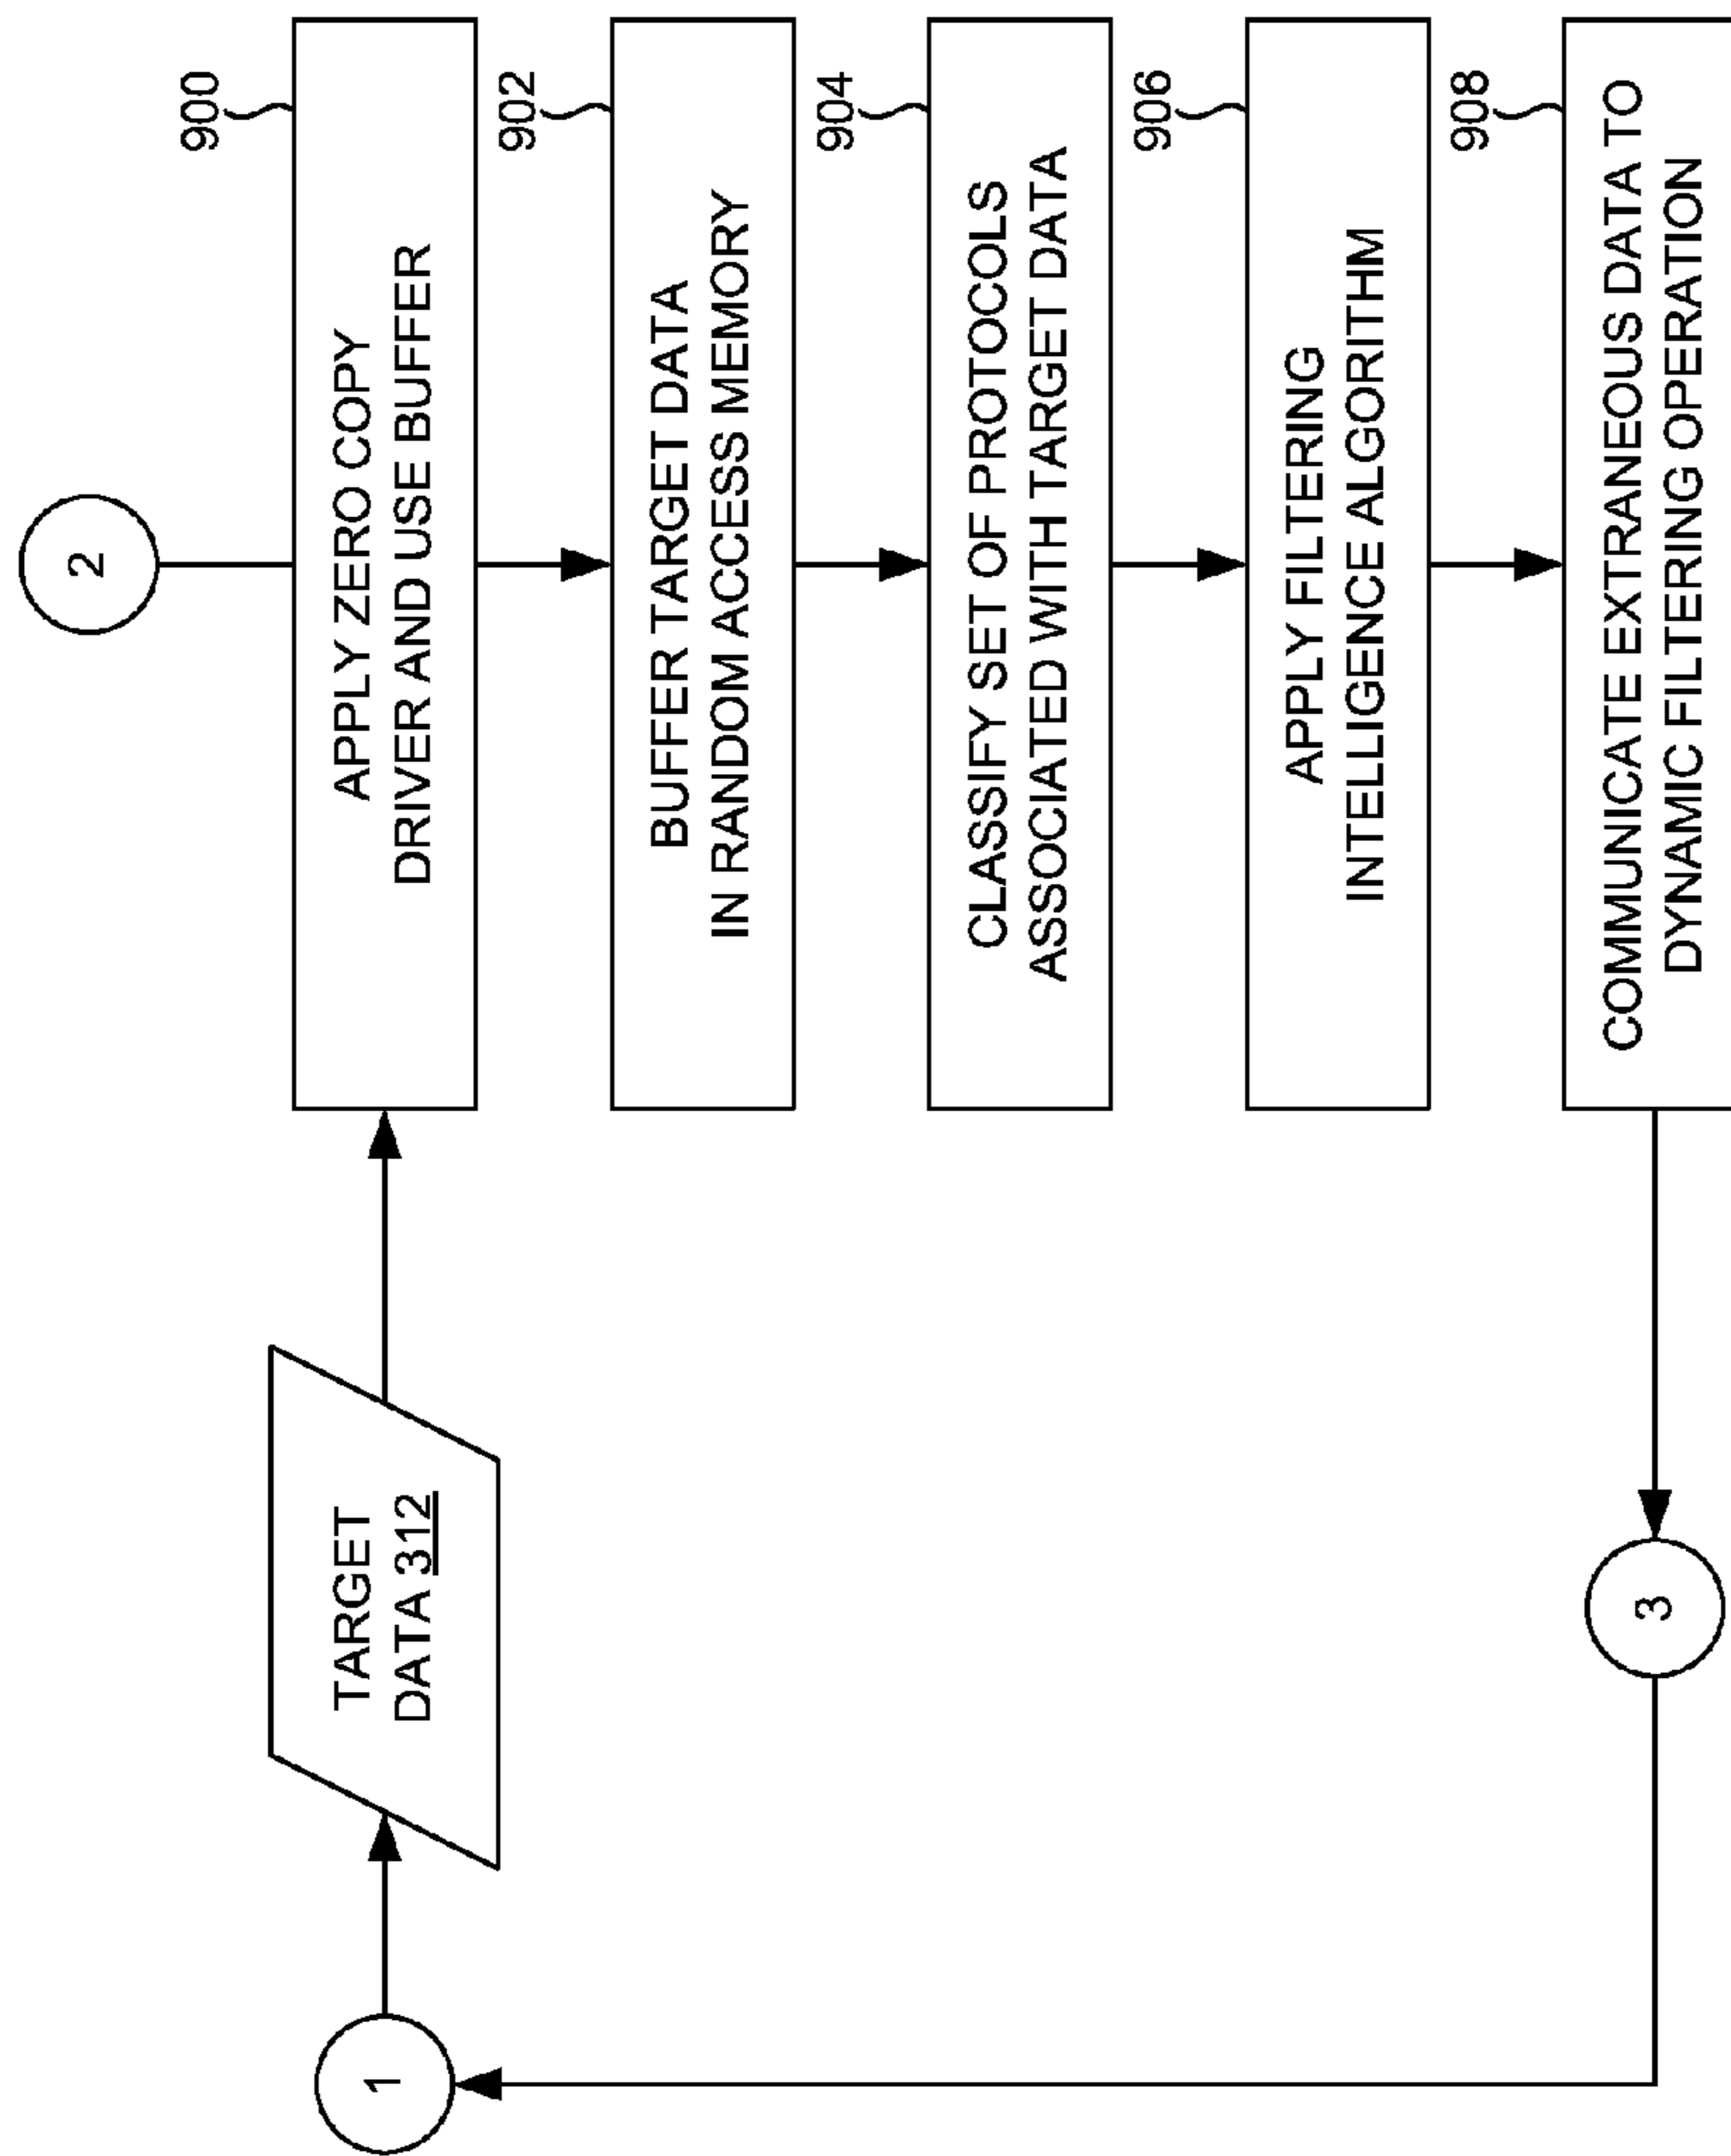 2
900
APPLY ZERO COPY
DRIVER AND USE BUFFER
1
TARGET
DATA 312
902
BUFFER TARGET DATA
IN RANDOM ACCESS MEMORY
904
CLASSIFY SET OF PROTOCOLS
ASSOCIATED WITH TARGET DATA
906
APPLY FILTERING
INTELLIGENCE ALGORITHM
908
COMMUNICATE EXTRANEOUS DATA TO
DYNAMIC FILTERING OPERATION
3